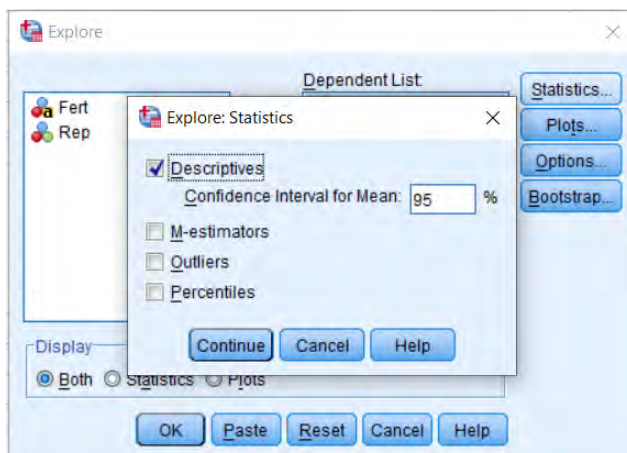 Explore
Dependent List:
Fert
Rep
Statistics...
Plots...
Options...
Bootstrap...
Explore: Statistics
Descriptives
Confidence Interval for Mean: 95 %
M-estimators
Outliers
Percentiles
Continue Cancel Help
Display
Both Statistics Plots
OK Paste Reset Cancel Help